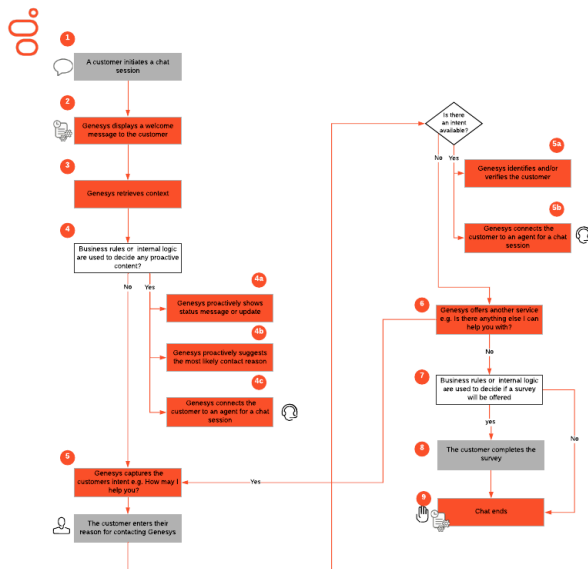 1
A customer initiates a chat
session
2
Genesys displays a welcome
message to the customer
3
Genesys retrieves context
4
Business rules or internal logic
are used to decide any proactive
content?
No
Yes
4a
Genesys proactively shows
status message or update
4b
Genesys proactively suggests
the most likely contact reason
4c
Genesys connects the
customer to an agent for a chat
session
5
Genesys captures the
customers intent e.g. How may I
help you?
The customer enters their
reason for contacting Genesys
Yes
Is there
an intent
available?
No
Yes
5a
Genesys identifies and/or
verifies the customer
5b
Genesys connects the
customer to an agent for a chat
session
6
Genesys offers another service
e.g. Is there anything else I can
help you with?
No
7
Business rules or internal logic
are used to decide if a survey
will be offered
yes
No
8
The customer completes the
survey
9
Chat ends